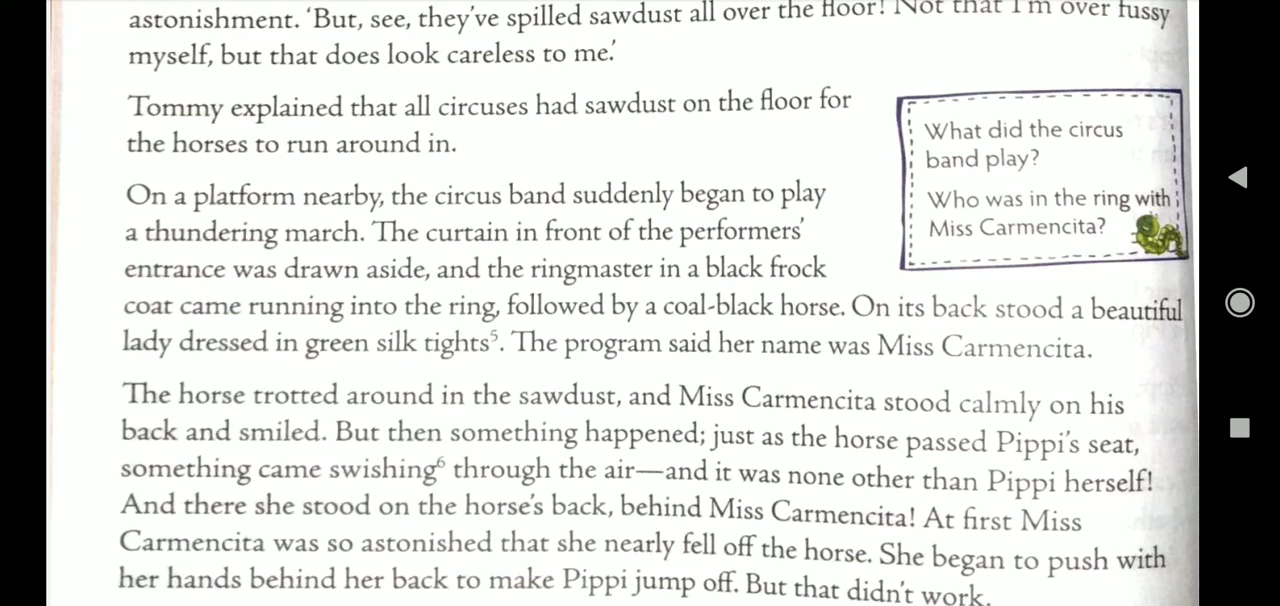 astonishment. 'But, see, they've spilled sawdust all over the floor! Not that I'm over fussy
myself, but that does look careless to me.'
Tommy explained that all circuses had sawdust on the floor for
the horses to run around in.
On a platform nearby, the circus band suddenly began to play
a thundering march. The curtain in front of the performers'
entrance was drawn aside, and the ringmaster in a black frock
coat came running into the ring, followed by a coal-black horse. On its back stood a beautiful
lady dressed in green silk tights⁵. The program said her name was Miss Carmencita.
The horse trotted around in the sawdust, and Miss Carmencita stood calmly on his
back and smiled. But then something happened; just as the horse passed Pippi's seat,
something came swishing⁶ through the air—and it was none other than Pippi herself!
And there she stood on the horse's back, behind Miss Carmencita! At first Miss
Carmencita was so astonished that she nearly fell off the horse. She began to push with
her hands behind her back to make Pippi jump off. But that didn't work.
What did the circus
band play?
Who was in the ring with
Miss Carmencita?